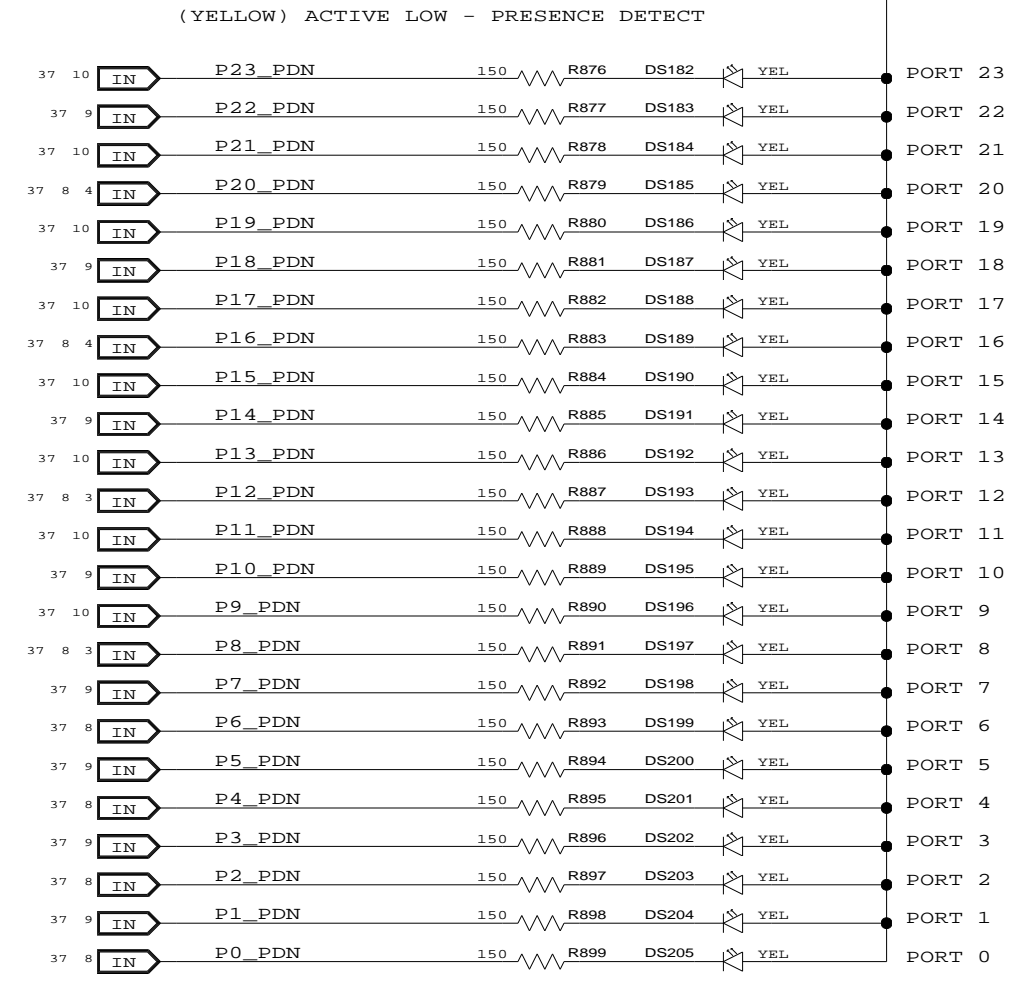 (YELLOW) ACTIVE LOW - PRESENCE DETECT
37 10 IN P23_PDN 150 R876 DS182 YEL PORT 23
37 9 IN P22_PDN 150 R877 DS183 YEL PORT 22
37 10 IN P21_PDN 150 R878 DS184 YEL PORT 21
37 8 4 IN P20_PDN 150 R879 DS185 YEL PORT 20
37 10 IN P19_PDN 150 R880 DS186 YEL PORT 19
37 9 IN P18_PDN 150 R881 DS187 YEL PORT 18
37 10 IN P17_PDN 150 R882 DS188 YEL PORT 17
37 8 4 IN P16_PDN 150 R883 DS189 YEL PORT 16
37 10 IN P15_PDN 150 R884 DS190 YEL PORT 15
37 9 IN P14_PDN 150 R885 DS191 YEL PORT 14
37 10 IN P13_PDN 150 R886 DS192 YEL PORT 13
37 8 3 IN P12_PDN 150 R887 DS193 YEL PORT 12
37 10 IN P11_PDN 150 R888 DS194 YEL PORT 11
37 9 IN P10_PDN 150 R889 DS195 YEL PORT 10
37 10 IN P9_PDN 150 R890 DS196 YEL PORT 9
37 8 3 IN P8_PDN 150 R891 DS197 YEL PORT 8
37 9 IN P7_PDN 150 R892 DS198 YEL PORT 7
37 8 IN P6_PDN 150 R893 DS199 YEL PORT 6
37 9 IN P5_PDN 150 R894 DS200 YEL PORT 5
37 8 IN P4_PDN 150 R895 DS201 YEL PORT 4
37 9 IN P3_PDN 150 R896 DS202 YEL PORT 3
37 8 IN P2_PDN 150 R897 DS203 YEL PORT 2
37 9 IN P1_PDN 150 R898 DS204 YEL PORT 1
37 8 IN P0_PDN 150 R899 DS205 YEL PORT 0